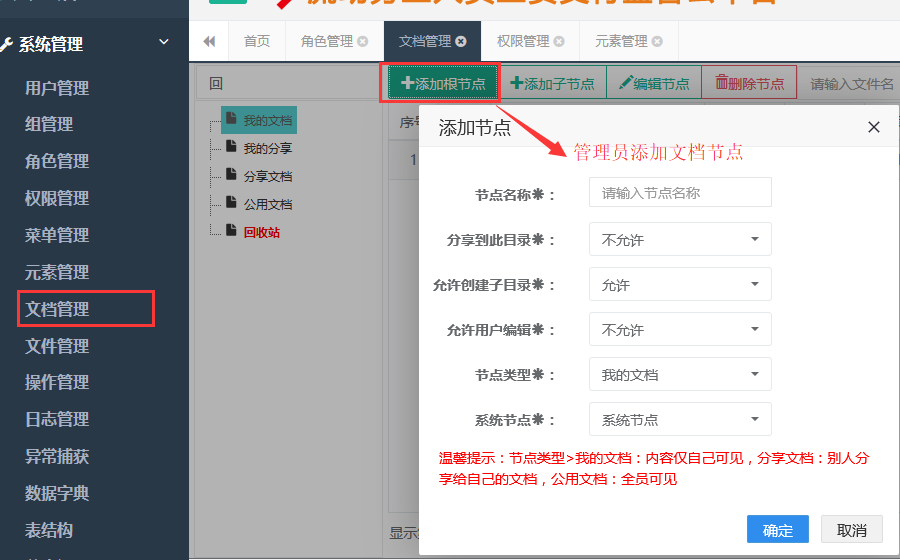 系统管理
用户管理
组管理
角色管理
权限管理
菜单管理
元素管理
文档管理
文件管理
操作管理
日志管理
异常捕获
数据字典
表结构
首页
角色管理
文档管理
权限管理
元素管理
回
添加根节点
添加子节点
编辑节点
删除节点
请输入文件名
我的文档
我的分享
分享文档
公用文档
回收站
序号
1
添加节点
管理员添加文档节点
节点名称✱：
请输入节点名称
分享到此目录✱：
不允许
允许创建子目录✱：
允许
允许用户编辑✱：
不允许
节点类型✱：
我的文档
系统节点✱：
系统节点
温馨提示：节点类型>我的文档：内容仅自己可见，分享文档：别人分
享给自己的文档，公用文档：全员可见
确定
取消
显示